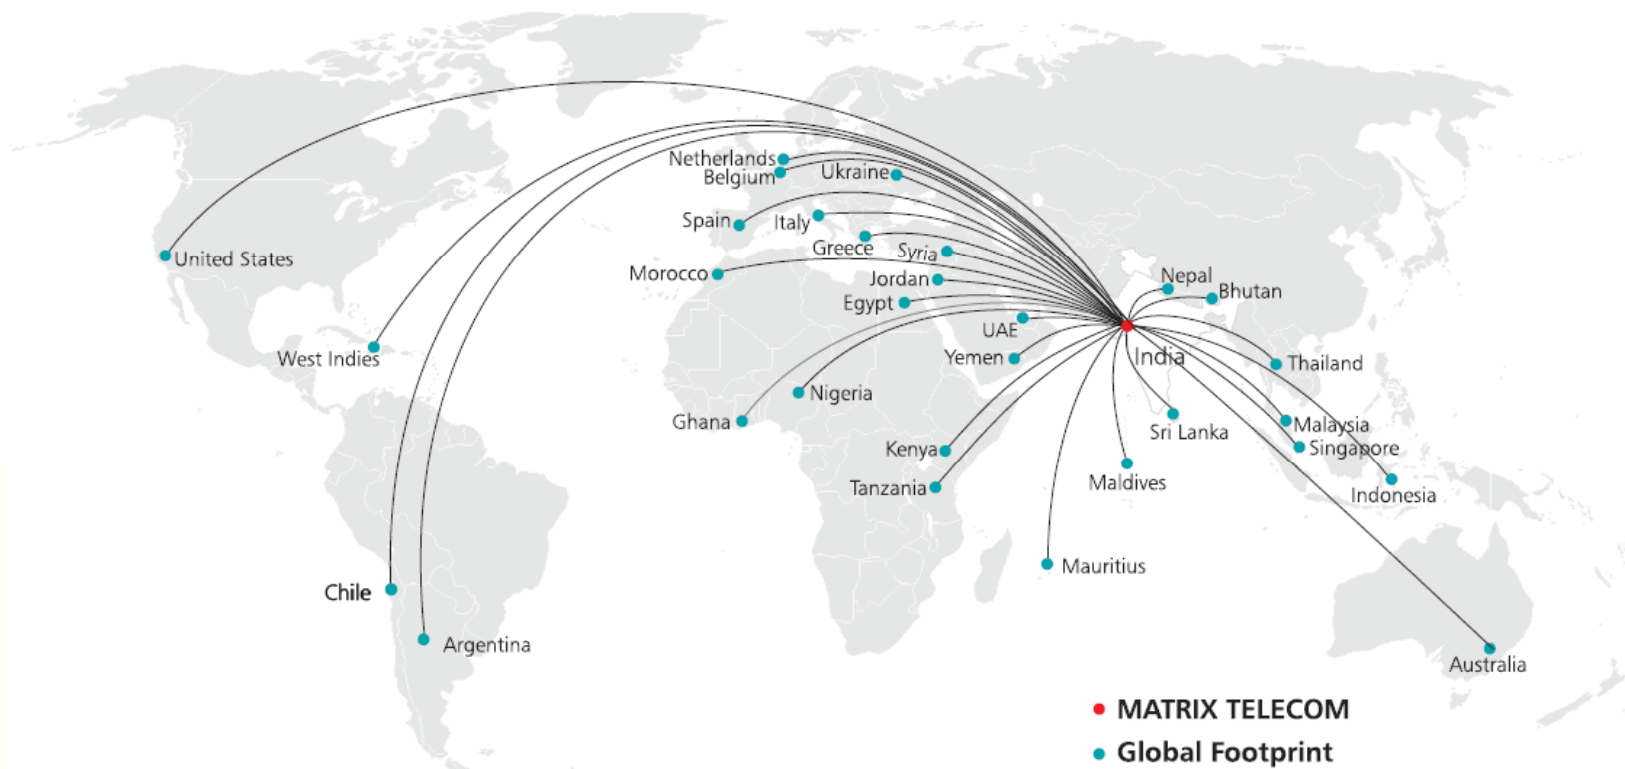 Netherlands
Belgium
Ukraine
Spain
Italy
Greece
Syria
United States
Morocco
Jordan
Nepal
Egypt
Bhutan
UAE
West Indies
Yemen
India
Thailand
Nigeria
Ghana
Malaysia
Sri Lanka
Kenya
Singapore
Maldives
Tanzania
Indonesia
Mauritius
Chile
Argentina
Australia
MATRIX TELECOM
Global Footprint